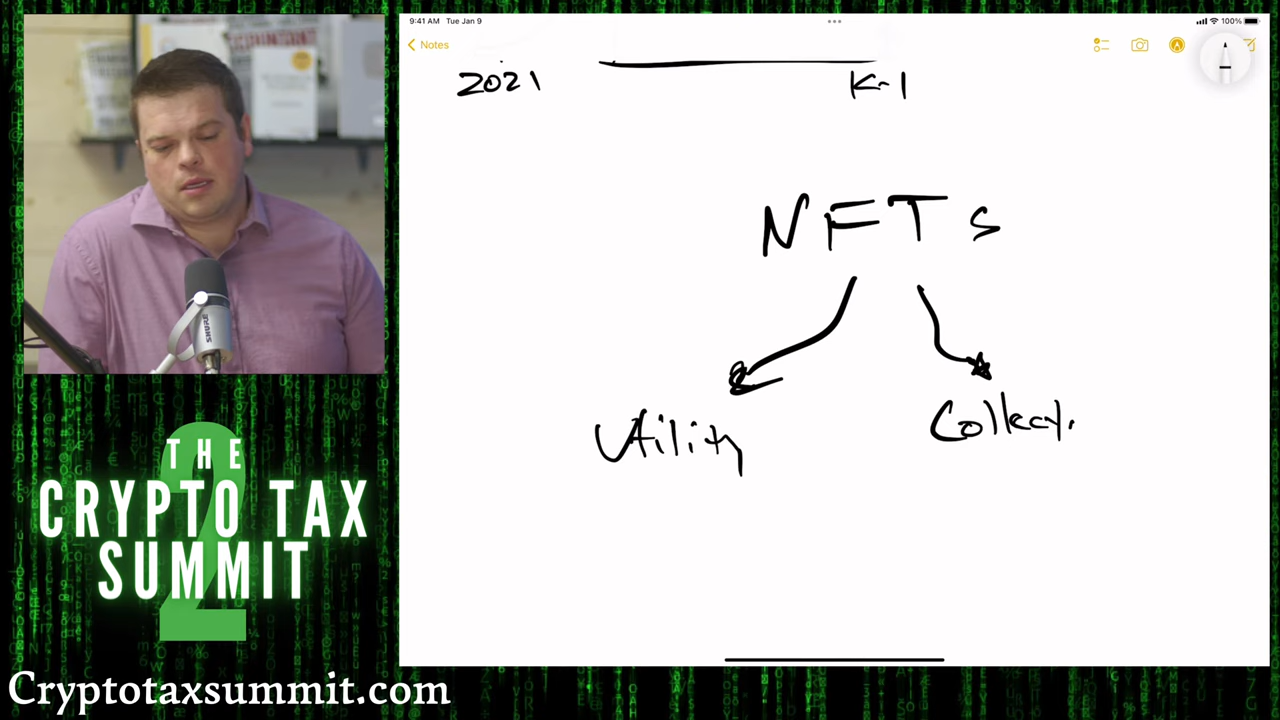 9:41 AM Tue Jan 9
100%
Notes
2021
K-1
NFTs
Utility
Collect.
SHURE
THE
2
CRYPTO TAX
SUMMIT
Cryptotaxsummit.com